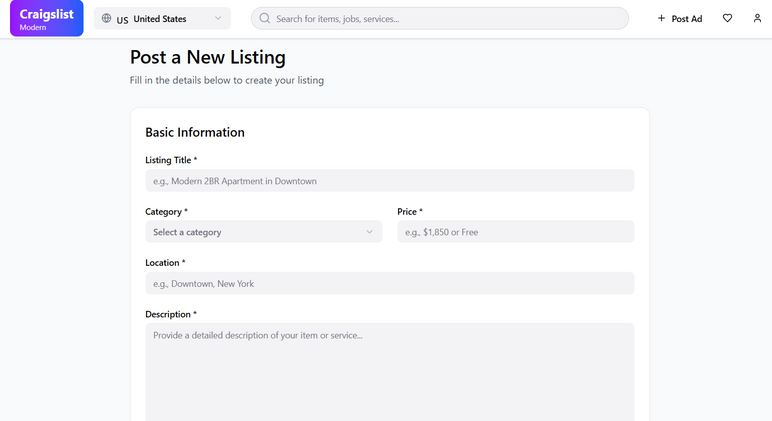 Craigslist
Modern
US United States
Search for items, jobs, services...
Post Ad
Post a New Listing
Fill in the details below to create your listing
Basic Information
Listing Title *
e.g., Modern 2BR Apartment in Downtown
Category * Price *
Select a category e.g., $1,850 or Free
Location *
e.g., Downtown, New York
Description *
Provide a detailed description of your item or service...